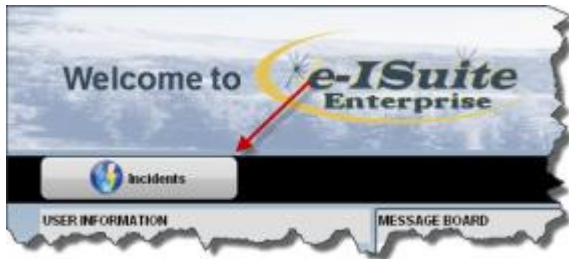 Welcome to e-ISuite
Enterprise
Incidents
USER INFORMATION MESSAGE BOARD